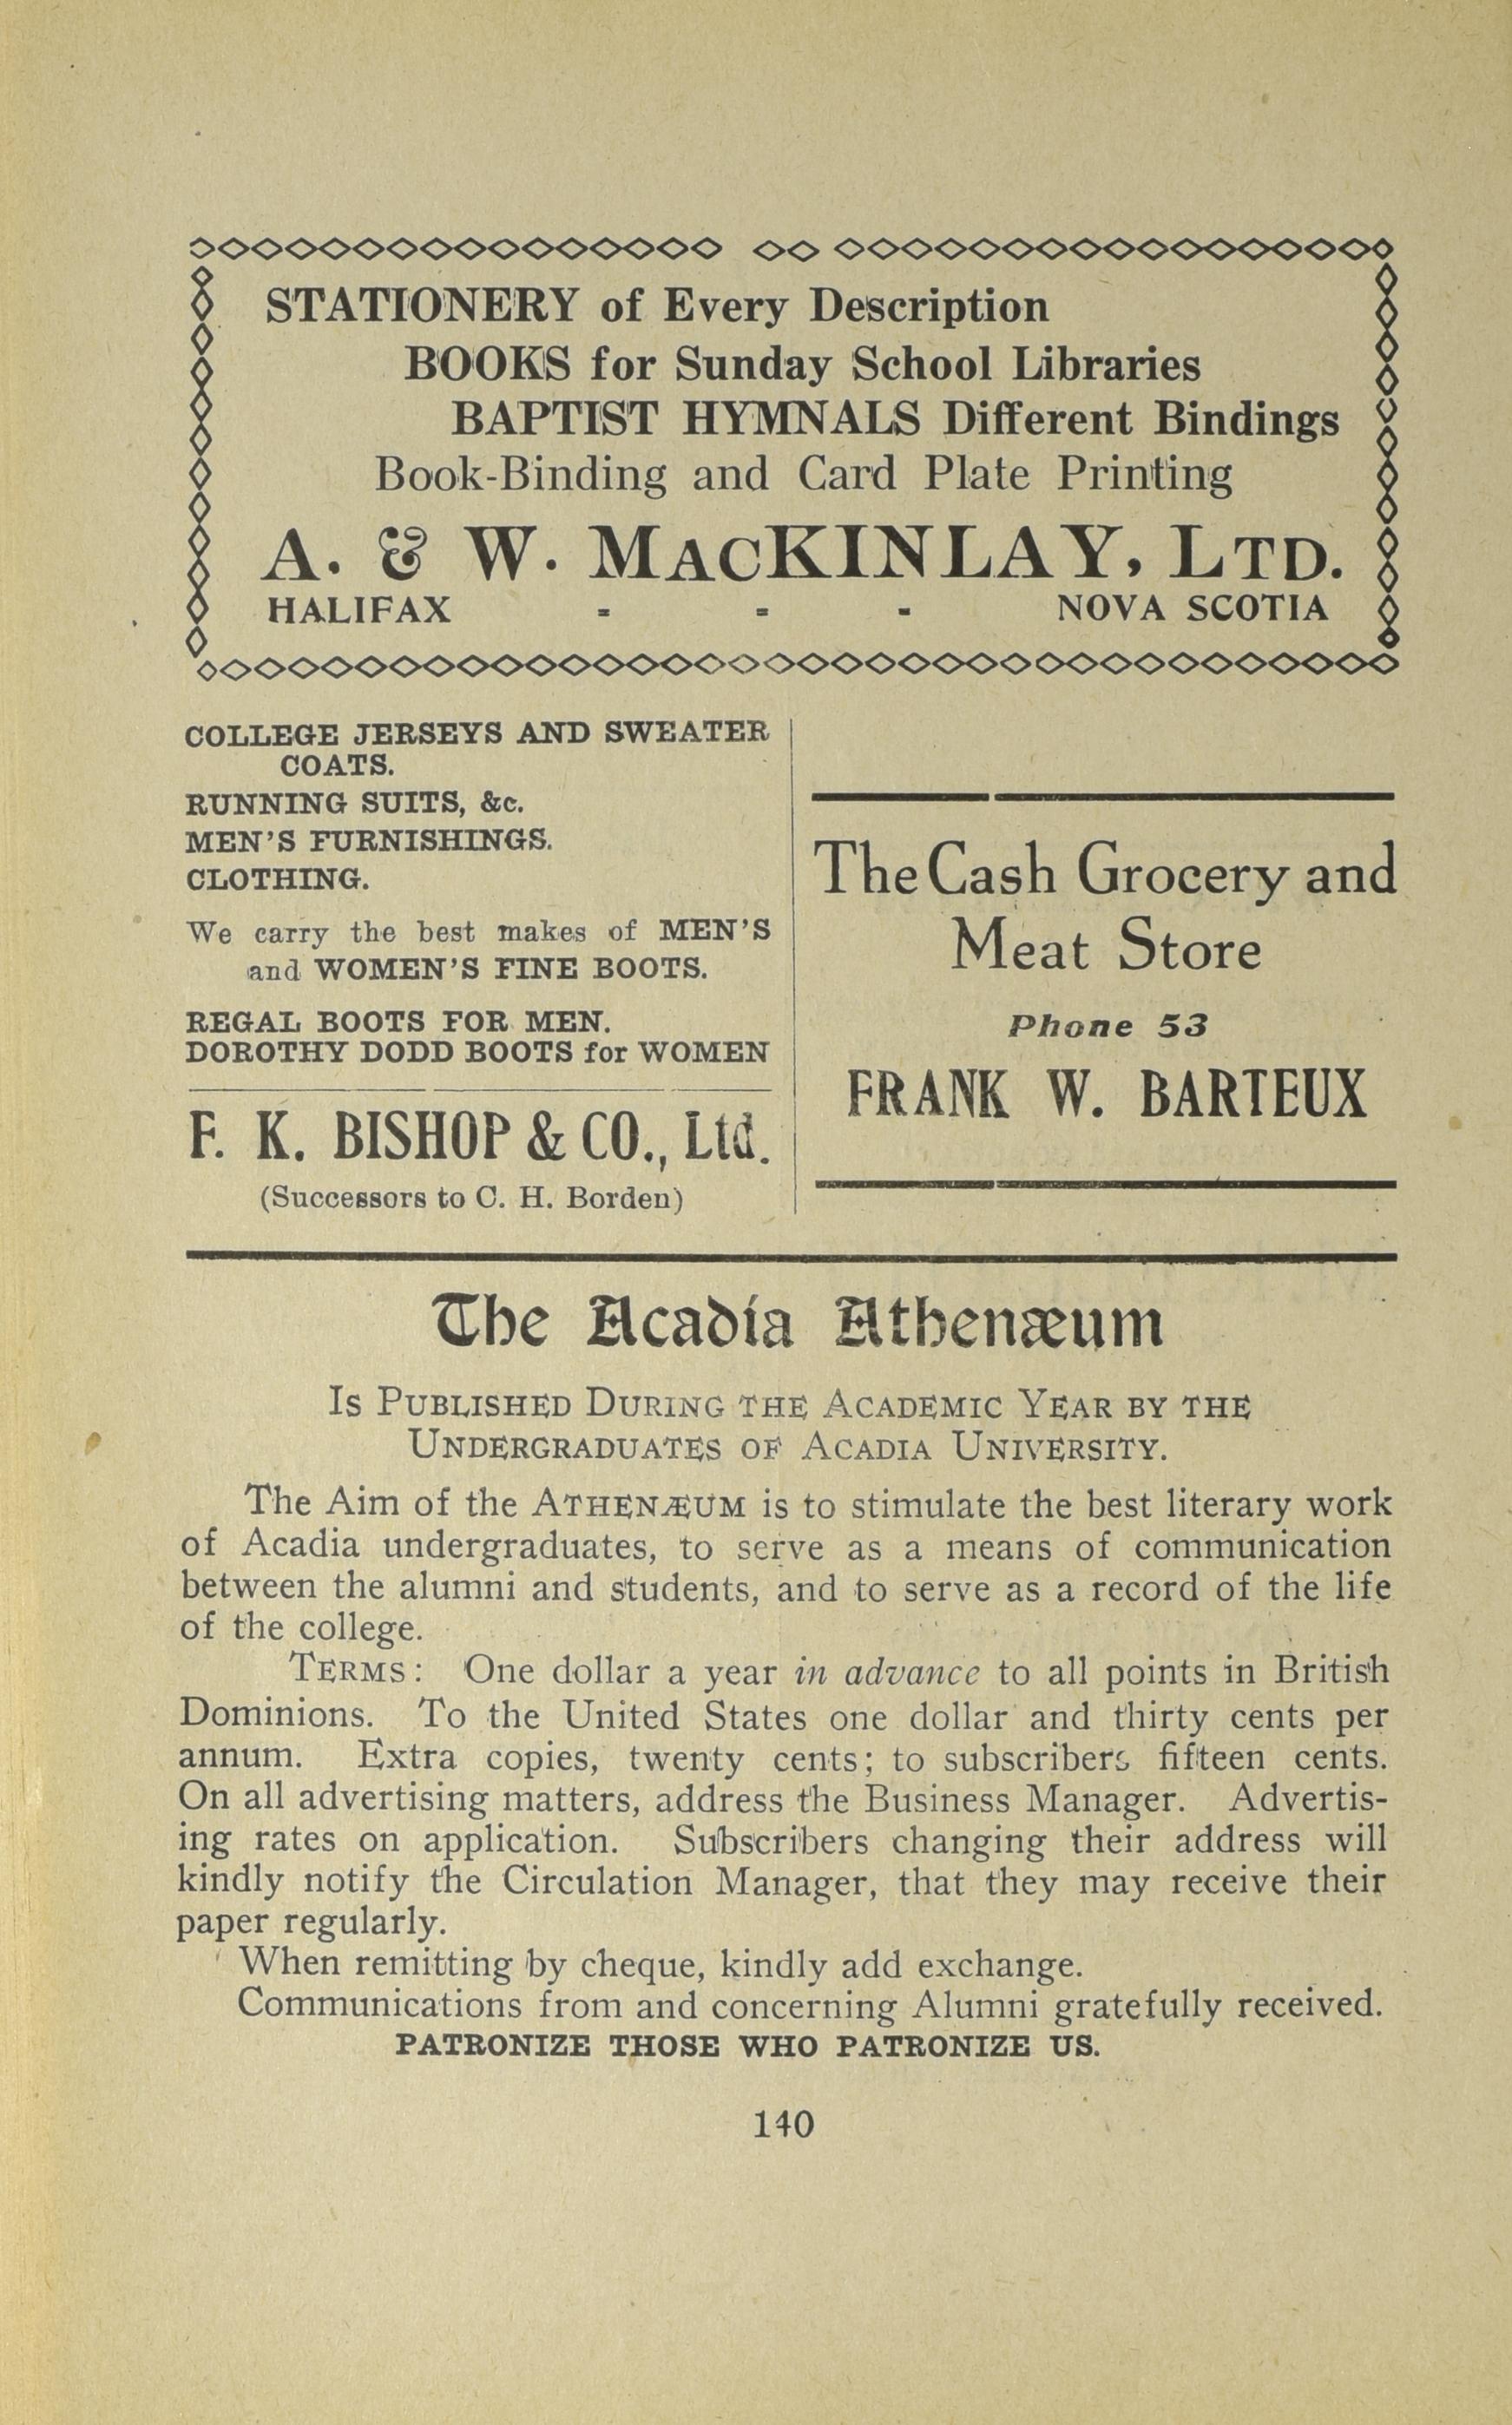 STATIONERY of Every Description
BOOKS for Sunday School Libraries
BAPTIST HYMNALS Different Bindings
Book-Binding and Card Plate Printing
A. & W. MACKINLAY, LTD.
HALIFAX - - - NOVA SCOTIA
COLLEGE JERSEYS AND SWEATER
COATS.
RUNNING SUITS, &c.
MEN'S FURNISHINGS.
CLOTHING.
We carry the best makes of MEN'S
and WOMEN'S FINE BOOTS.
REGAL BOOTS FOR MEN.
DOROTHY DODD BOOTS for WOMEN
F. K. BISHOP & CO., Ltd.
(Successors to C. H. Borden)
The Cash Grocery and
Meat Store
Phone 53
FRANK W. BARTEUX
The Acadia Athenæum
IS PUBLISHED DURING THE ACADEMIC YEAR BY THE
UNDERGRADUATES OF ACADIA UNIVERSITY.
The Aim of the ATHENÆUM is to stimulate the best literary work
of Acadia undergraduates, to serve as a means of communication
between the alumni and students, and to serve as a record of the life
of the college.
TERMS: One dollar a year in advance to all points in British
Dominions. To the United States one dollar and thirty cents per
annum. Extra copies, twenty cents; to subscribers fifteen cents.
On all advertising matters, address the Business Manager. Advertis-
ing rates on application. Subscribers changing their address will
kindly notify the Circulation Manager, that they may receive their
paper regularly.
When remitting by cheque, kindly add exchange.
Communications from and concerning Alumni gratefully received.
PATRONIZE THOSE WHO PATRONIZE US.
140